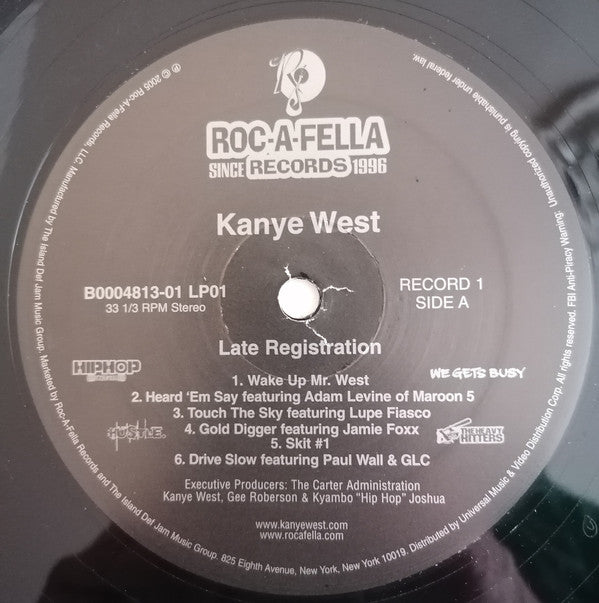 ROC-A-FELLA
SINCE RECORDS 1996
Kanye West
B0004813-01 LP01
33 1/3 RPM Stereo
RECORD 1
SIDE A
Late Registration
HIPHOP
WE GETS BUSY
HUSTLE.
THE HEAVY
HITTERS
1. Wake Up Mr. West
2. Heard 'Em Say featuring Adam Levine of Maroon 5
3. Touch The Sky featuring Lupe Fiasco
4. Gold Digger featuring Jamie Foxx
5. Skit #1
6. Drive Slow featuring Paul Wall & GLC
Executive Producers: The Carter Administration
Kanye West, Gee Roberson & Kyambo "Hip Hop" Joshua
www.kanyewest.com
www.rocafella.com
℗ © 2005 Roc-A-Fella Records, LLC. Manufactured by The Island Def Jam Music Group. Marketed by Roc-A-Fella Records and The Island Def Jam Music Group. 825 Eighth Avenue, New York, New York 10019. Distributed by Universal Music & Video Distribution Corp. All rights reserved. FBI Anti-Piracy Warning. Unauthorized copying is punishable under federal law.